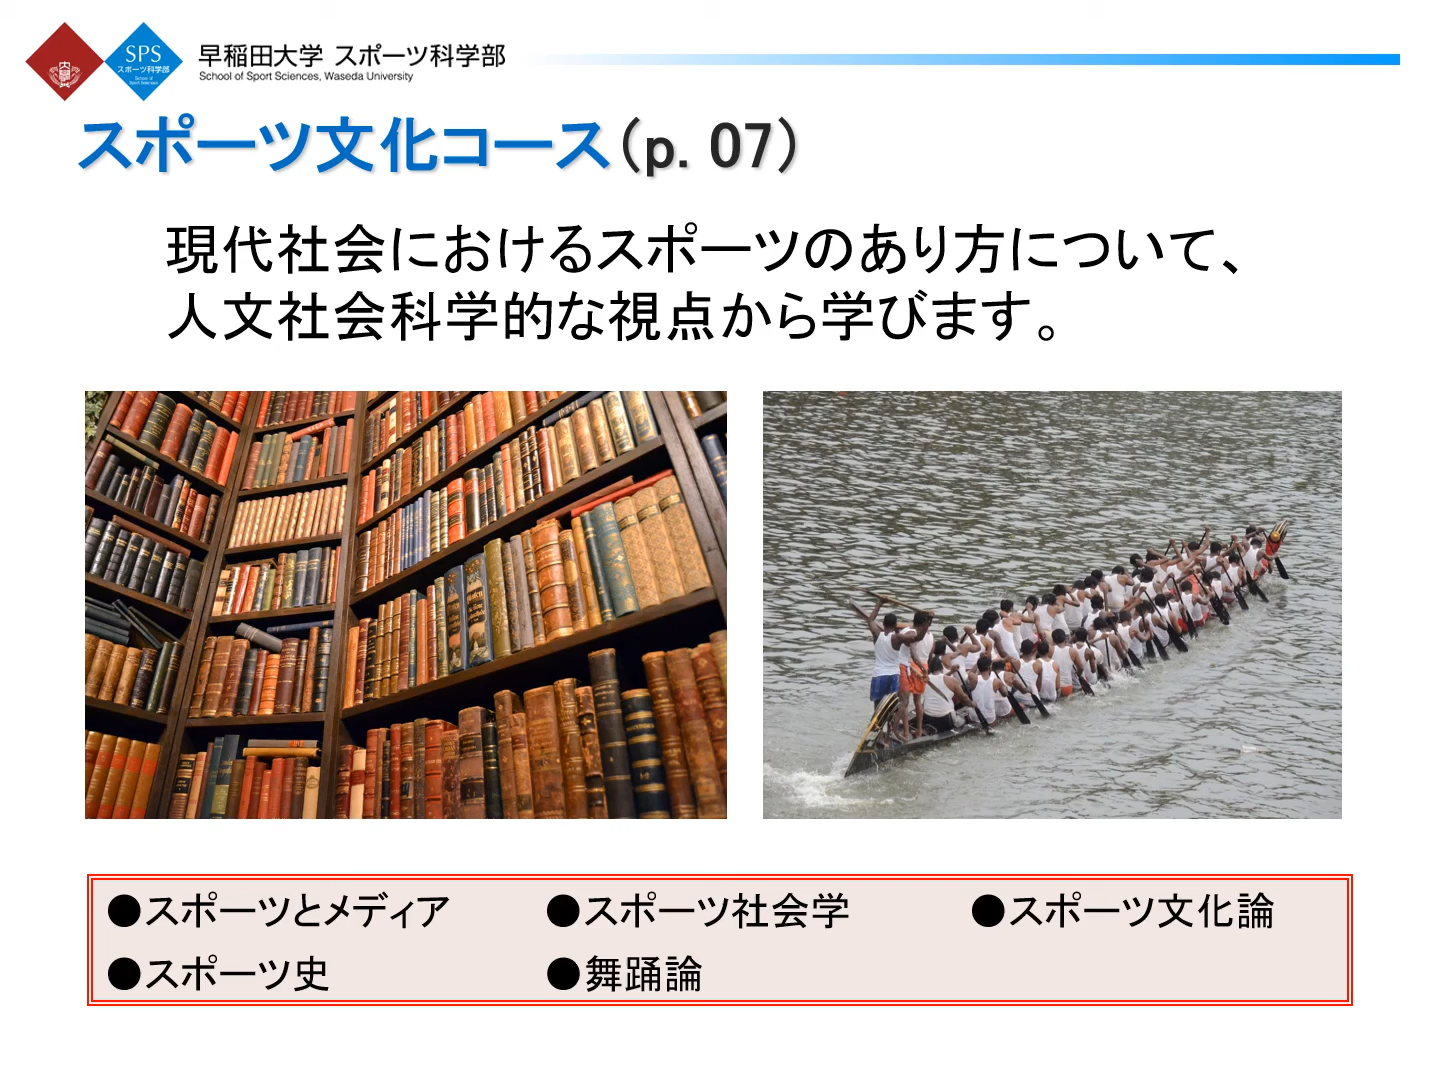 SPS
スポーツ科学部
School of
Sport Sciences
早稲田大学 スポーツ科学部
School of Sport Sciences, Waseda University
スポーツ文化コース(p. 07)
現代社会におけるスポーツのあり方について、
人文社会科学的な視点から学びます。
●スポーツとメディア ●スポーツ社会学 ●スポーツ文化論
●スポーツ史 ●舞踊論